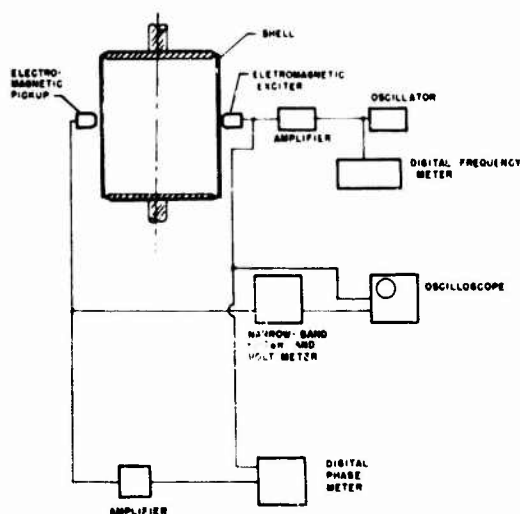 SHELL
ELECTRO-
MAGNETIC
PICKUP
ELETROMAGNETIC
EXCITER
AMPLIFIER
OSCILLATOR
DIGITAL FREQUENCY
METER
OSCILLOSCOPE
NARROW-BAND
AND
VOLT METER
DIGITAL
PHASE
METER
AMPLIFIER